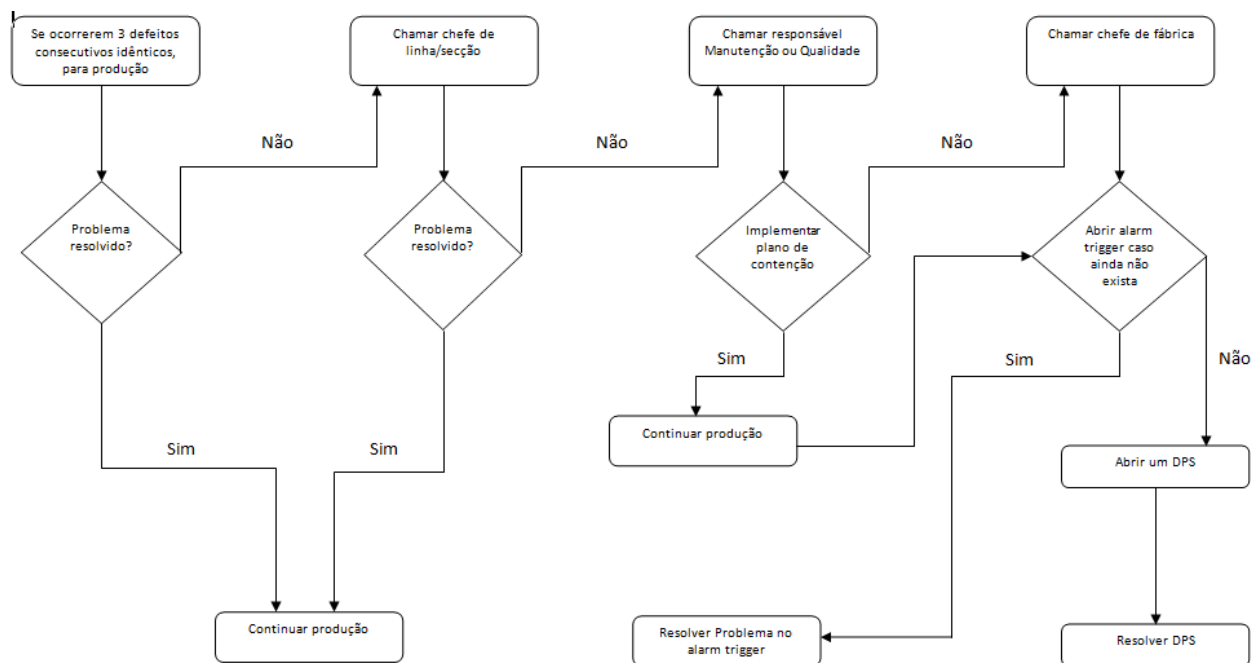 Se ocorrerem 3 defeitos
consecutivos idênticos,
para produção
Chamar chefe de
linha/secção
Chamar responsável
Manutenção ou Qualidade
Chamar chefe de fábrica
Não
Não
Não
Problema
resolvido?
Problema
resolvido?
Implementar
plano de
contenção
Abrir alarm
trigger caso
ainda não
exista
Sim
Sim
Não
Continuar produção
Sim
Sim
Abrir um DPS
Continuar produção
Resolver Problema no
alarm trigger
Resolver DPS